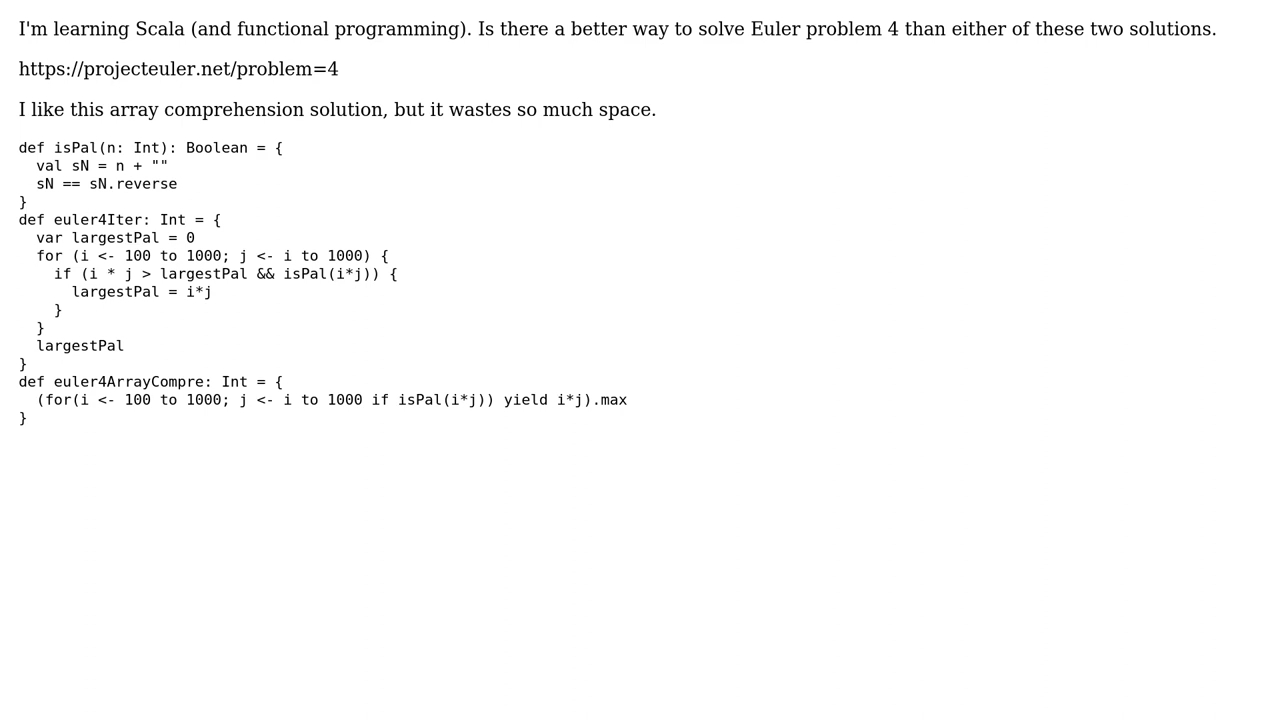 I'm learning Scala (and functional programming). Is there a better way to solve Euler problem 4 than either of these two solutions.
https://projecteuler.net/problem=4
I like this array comprehension solution, but it wastes so much space.
def isPal(n: Int): Boolean = {
  val sN = n + ""
  sN == sN.reverse
}
def euler4Iter: Int = {
  var largestPal = 0
  for (i <- 100 to 1000; j <- i to 1000) {
    if (i * j > largestPal && isPal(i*j)) {
      largestPal = i*j
    }
  }
  largestPal
}
def euler4ArrayCompre: Int = {
  (for(i <- 100 to 1000; j <- i to 1000 if isPal(i*j)) yield i*j).max
}